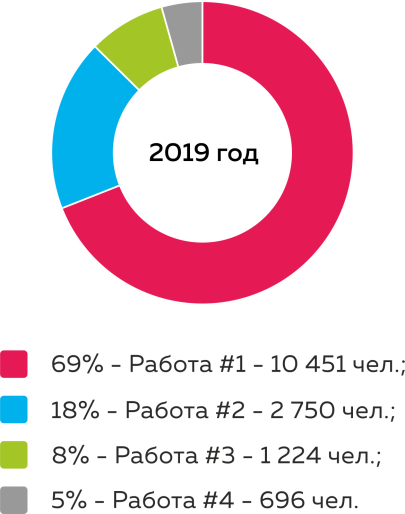 2019 год
69% - Работа #1 - 10 451 чел.;
18% - Работа #2 - 2 750 чел.;
8% - Работа #3 - 1 224 чел.;
5% - Работа #4 - 696 чел.